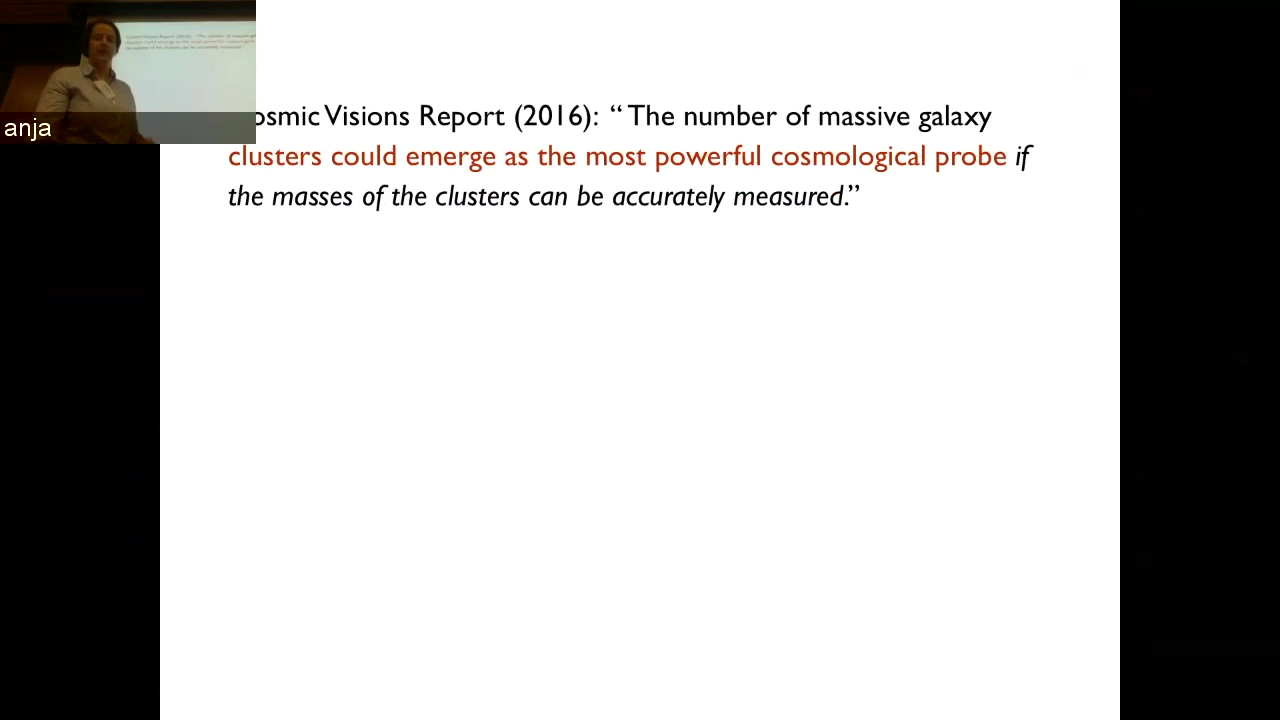 anja
osmic Visions Report (2016): “ The number of massive galaxy
clusters could emerge as the most powerful cosmological probe if
the masses of the clusters can be accurately measured.”